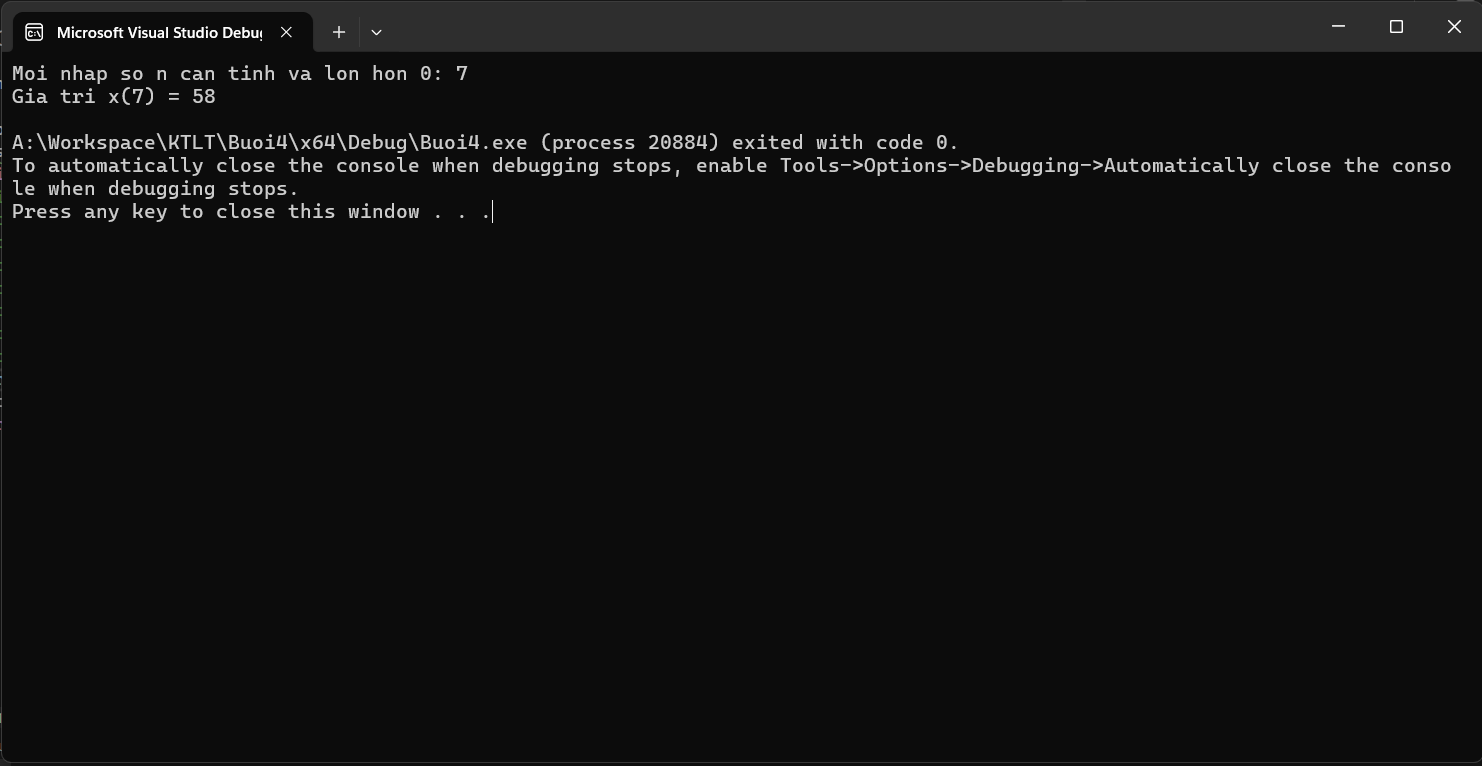 Microsoft Visual Studio Debu
Moi nhap so n can tinh va lon hon 0: 7
Gia tri x(7) = 58
A:\Workspace\KTLT\Buoi4\x64\Debug\Buoi4.exe (process 20884) exited with code 0.
To automatically close the console when debugging stops, enable Tools->Options->Debugging->Automatically close the conso
le when debugging stops.
Press any key to close this window . . .